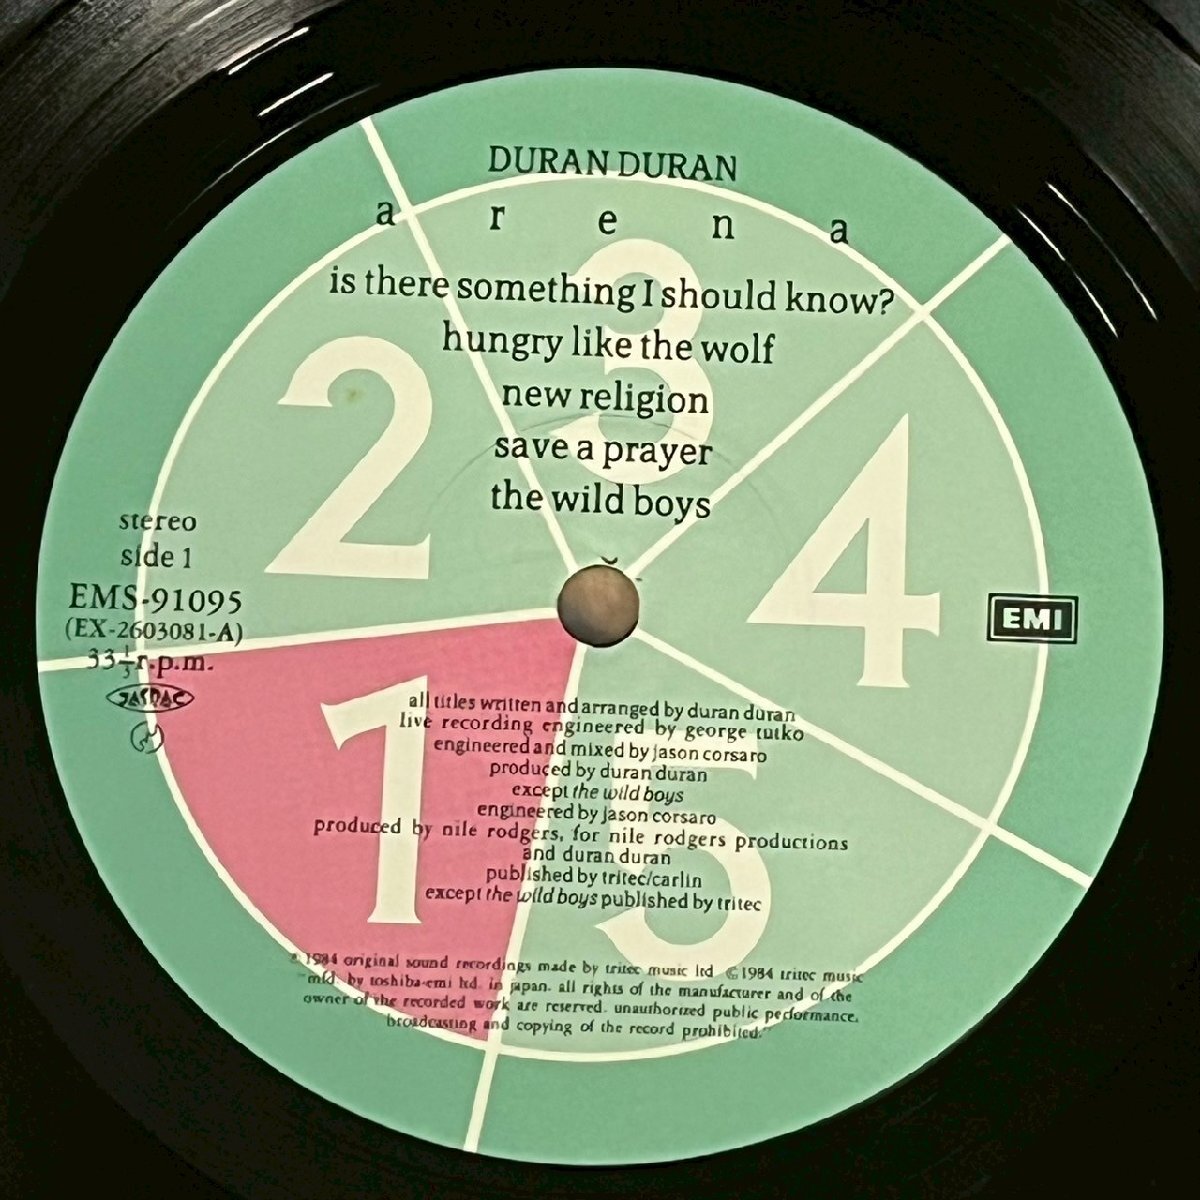 DURAN DURAN
a r e n a
is there something I should know?
hungry like the wolf
new religion
save a prayer
the wild boys
3
2
4
1
5
stereo
side 1
EMS-91095
(EX-2603081-A)
33⅓r.p.m.
JASRAC
EMI
all titles written and arranged by duran duran
live recording engineered by george tutko
engineered and mixed by jason corsaro
produced by duran duran
except the wild boys
engineered by jason corsaro
produced by nile rodgers, for nile rodgers productions
and duran duran
published by tritec/carlin
except the wild boys published by tritec
℗ 1984 original sound recordings made by tritec music ltd ©1984 tritec music
"mfd. by toshiba-emi ltd. in japan. all rights of the manufacturer and of the
owner of the recorded work are reserved. unauthorized public performance,
broadcasting and copying of the record prohibited."